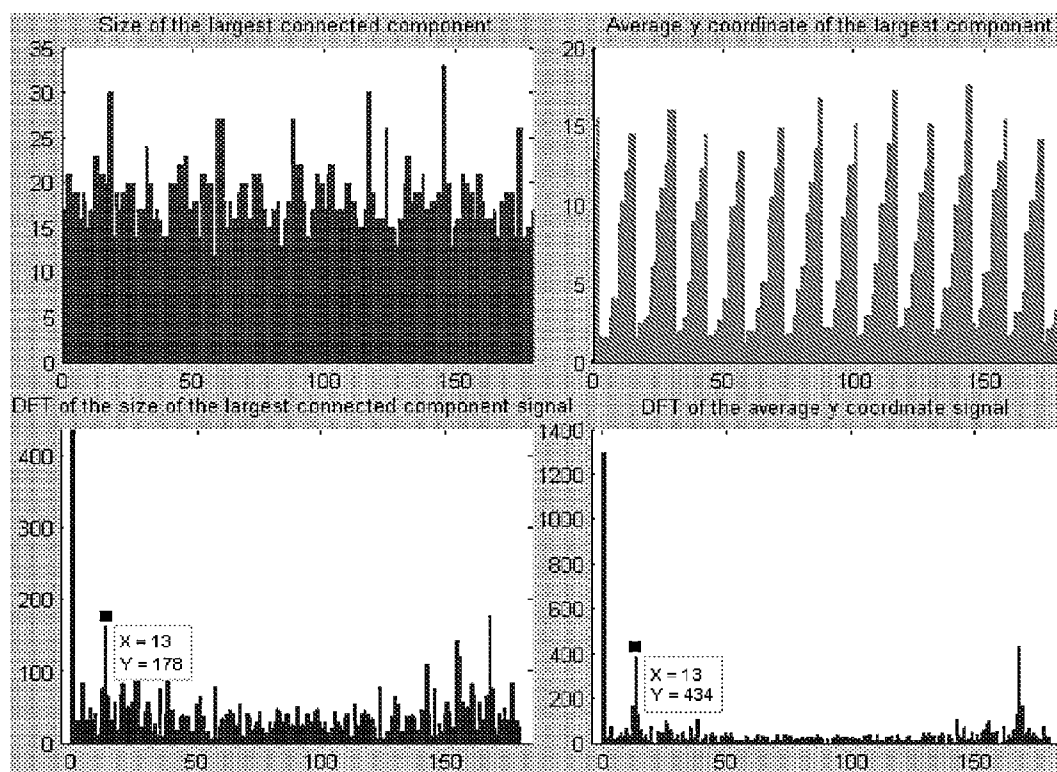 Size of the largest connected component
35
30
25
20
15
10
5
0
0 50 100 150
Average y coordinate of the largest component
20
15
10
5
0
0 50 100 150
DFT of the size of the largest connected component signal
400
300
200
100
0
X = 13
Y = 178
0 50 100 150
DFT of the average y coordinate signal
1400
1200
1000
800
600
400
200
0
X = 13
Y = 434
0 50 100 150